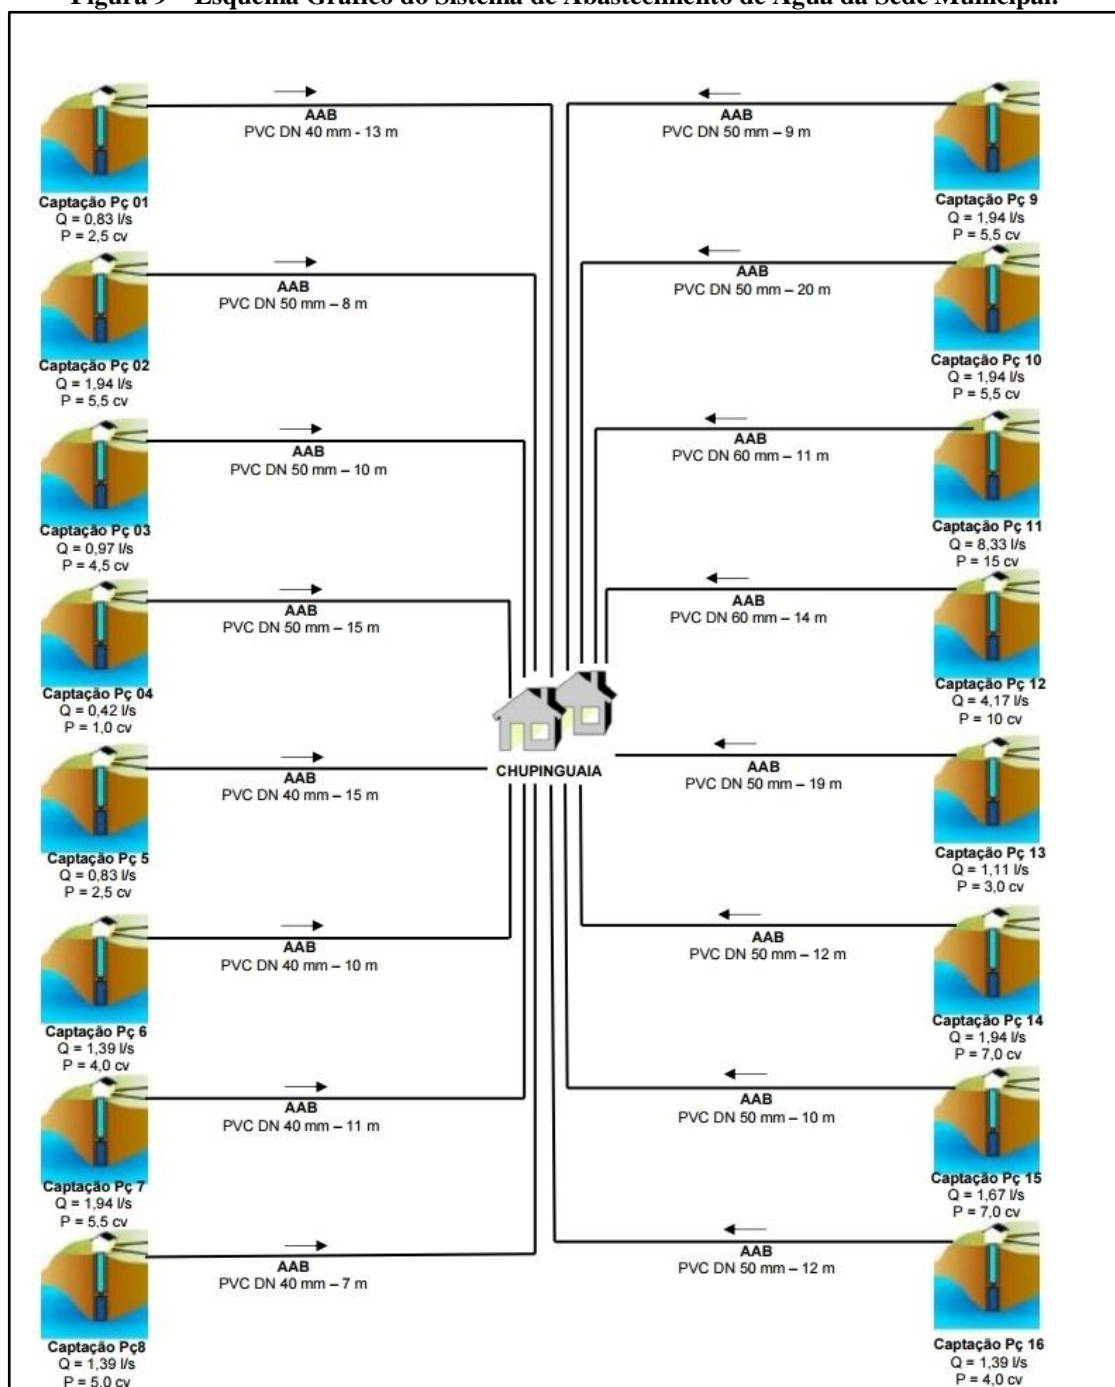 Figura 9 – Esquema Gráfico do Sistema de Abastecimento de Água da Sede Municipal.
AAB
PVC DN 40 mm - 13 m
Captação Pç 01
Q = 0,83 l/s
P = 2,5 cv
AAB
PVC DN 50 mm – 8 m
Captação Pç 02
Q = 1,94 l/s
P = 5,5 cv
AAB
PVC DN 50 mm – 10 m
Captação Pç 03
Q = 0,97 l/s
P = 4,5 cv
AAB
PVC DN 50 mm – 15 m
Captação Pç 04
Q = 0,42 l/s
P = 1,0 cv
AAB
PVC DN 40 mm – 15 m
Captação Pç 5
Q = 0,83 l/s
P = 2,5 cv
AAB
PVC DN 40 mm – 10 m
Captação Pç 6
Q = 1,39 l/s
P = 4,0 cv
AAB
PVC DN 40 mm – 11 m
Captação Pç 7
Q = 1,94 l/s
P = 5,5 cv
AAB
PVC DN 40 mm – 7 m
Captação Pç8
Q = 1,39 l/s
P = 5,0 cv
CHUPINGUAIA
AAB
PVC DN 50 mm – 9 m
Captação Pç 9
Q = 1,94 l/s
P = 5,5 cv
AAB
PVC DN 50 mm – 20 m
Captação Pç 10
Q = 1,94 l/s
P = 5,5 cv
AAB
PVC DN 60 mm – 11 m
Captação Pç 11
Q = 8,33 l/s
P = 15 cv
AAB
PVC DN 60 mm – 14 m
Captação Pç 12
Q = 4,17 l/s
P = 10 cv
AAB
PVC DN 50 mm – 19 m
Captação Pç 13
Q = 1,11 l/s
P = 3,0 cv
AAB
PVC DN 50 mm – 12 m
Captação Pç 14
Q = 1,94 l/s
P = 7,0 cv
AAB
PVC DN 50 mm – 10 m
Captação Pç 15
Q = 1,67 l/s
P = 7,0 cv
AAB
PVC DN 50 mm – 12 m
Captação Pç 16
Q = 1,39 l/s
P = 4,0 cv